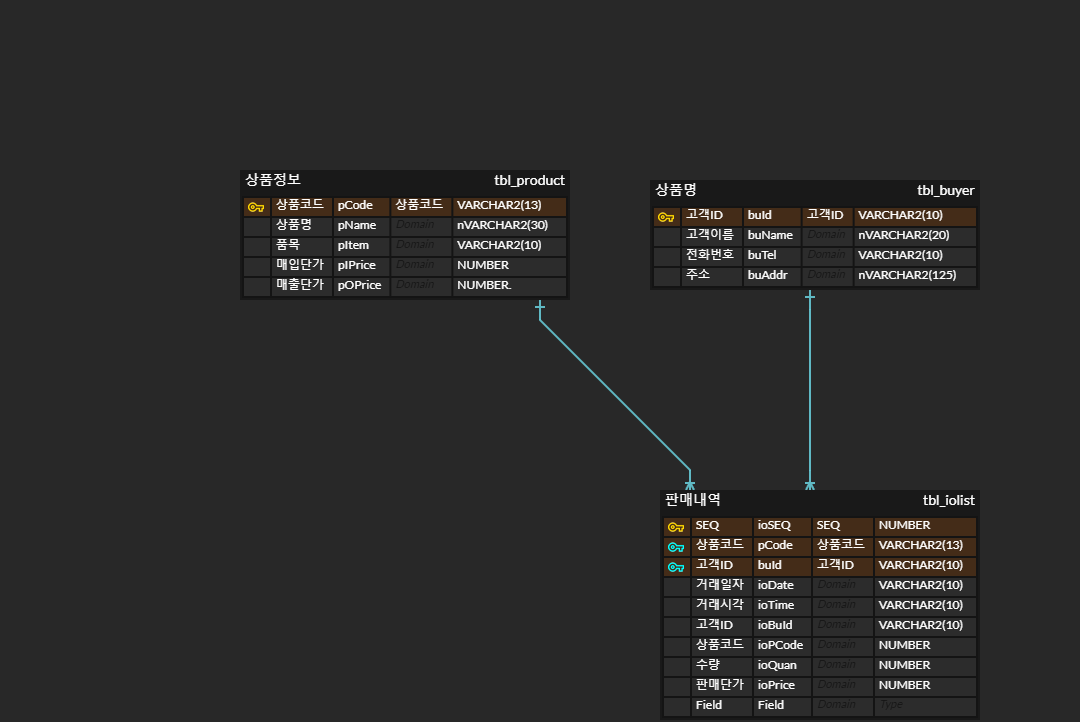 상품정보 tbl_product
상품코드 pCode 상품코드 VARCHAR2(13)
상품명 pName Domain nVARCHAR2(30)
품목 pItem Domain VARCHAR2(10)
매입단가 pIPrice Domain NUMBER
매출단가 pOPrice Domain NUMBER.
상품명 tbl_buyer
고객ID buId 고객ID VARCHAR2(10)
고객이름 buName Domain nVARCHAR2(20)
전화번호 buTel Domain VARCHAR2(10)
주소 buAddr Domain nVARCHAR2(125)
판매내역 tbl_iolist
SEQ ioSEQ SEQ NUMBER
상품코드 pCode 상품코드 VARCHAR2(13)
고객ID buId 고객ID VARCHAR2(10)
거래일자 ioDate Domain VARCHAR2(10)
거래시각 ioTime Domain VARCHAR2(10)
고객ID ioBuId Domain VARCHAR2(10)
상품코드 ioPCode Domain NUMBER
수량 ioQuan Domain NUMBER
판매단가 ioPrice Domain NUMBER
Field Field Domain Type